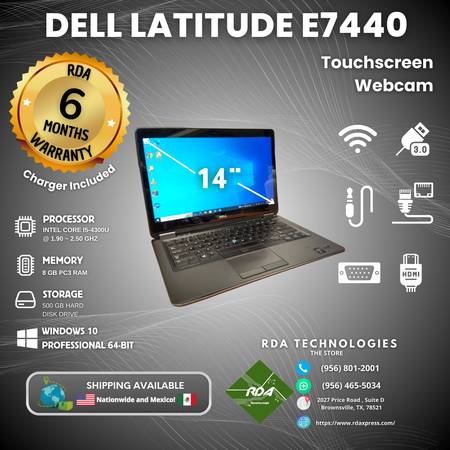 DELL LATITUDE E7440
Touchscreen
Webcam
RDA
6
MONTHS
WARRANTY
Charger Included
14"
3.0
HDMI
PROCESSOR
INTEL CORE I5-4300U
@ 1.90 ~ 2.50 GHZ
MEMORY
8 GB PC3 RAM
STORAGE
500 GB HARD
DISK DRIVE
WINDOWS 10
PROFESSIONAL 64-BIT
SHIPPING AVAILABLE
Nationwide and Mexico!
RDA TECHNOLOGIES
THE STORE
RDA
(956) 801-2001
(956) 465-5034
2027 Price Road , Suite D
Brownsville, TX, 78521
https://www.rdaxpress.com/